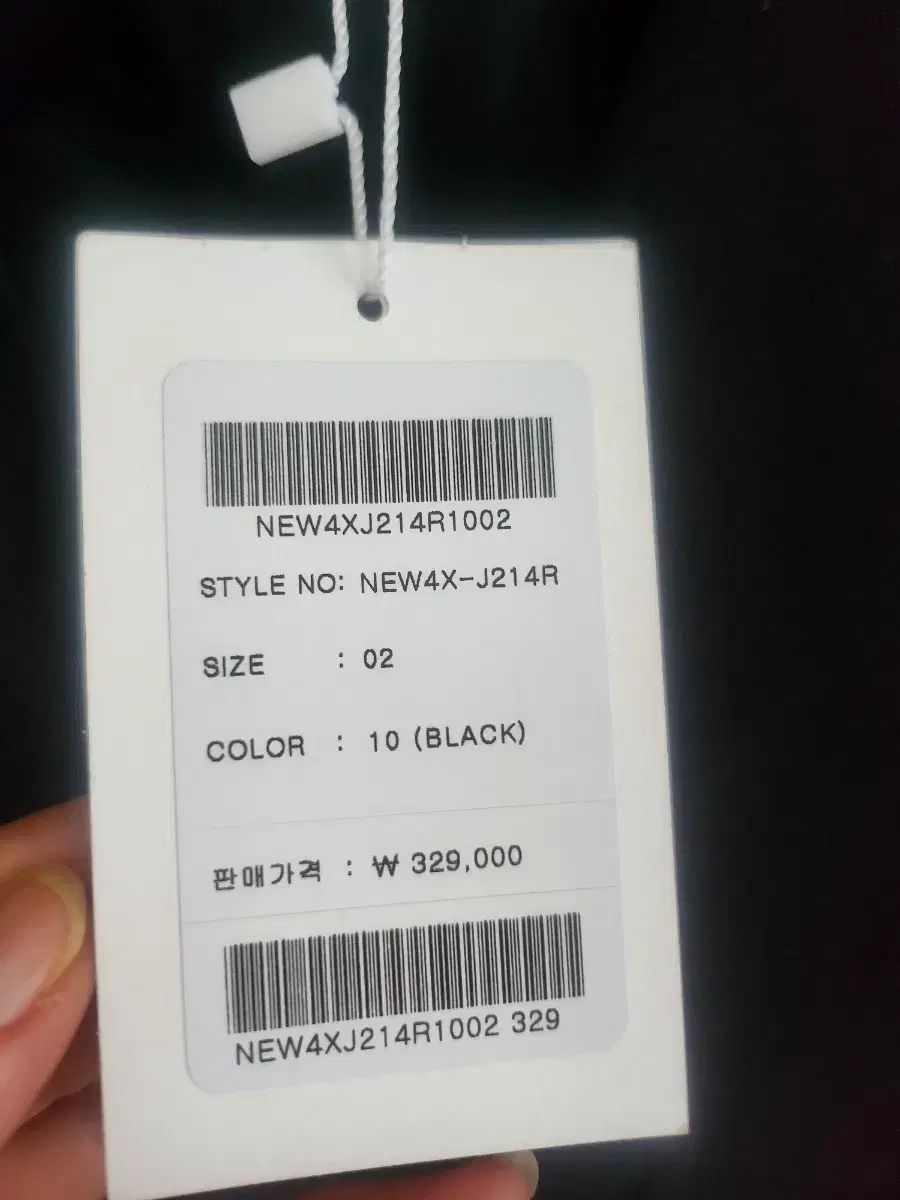 NEW4XJ214R1002
STYLE NO: NEW4X-J214R
SIZE : 02
COLOR : 10 (BLACK)
판매가격 : ₩ 329,000
NEW4XJ214R1002 329